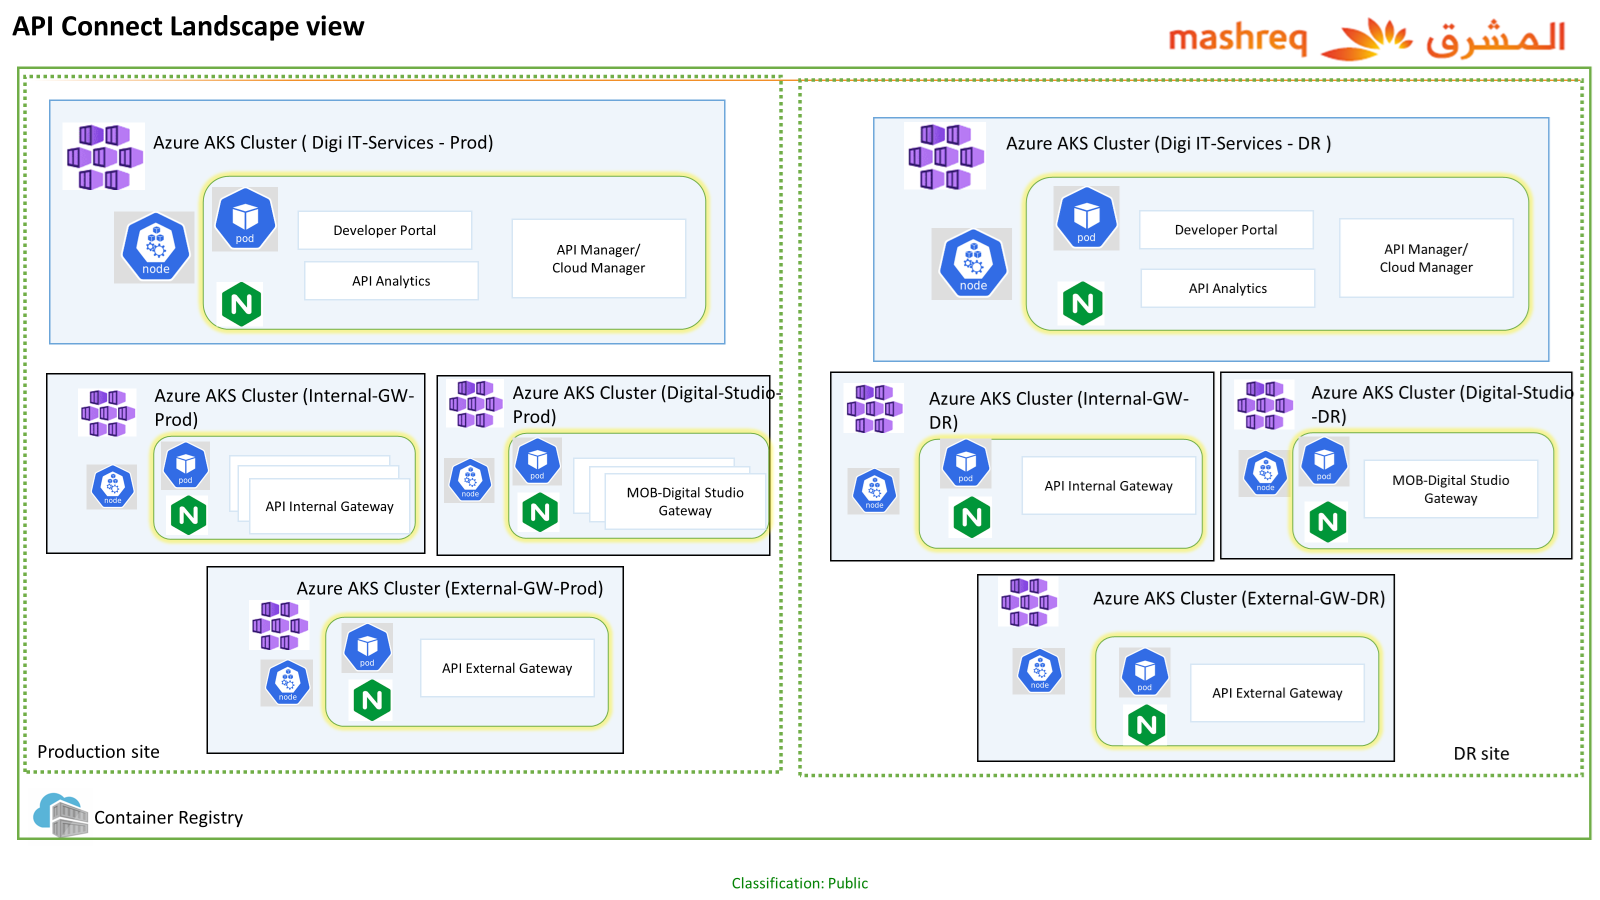 API Connect Landscape view
mashreq المشرق
Azure AKS Cluster ( Digi IT-Services - Prod)
pod
node
Developer Portal
API Analytics
API Manager/
Cloud Manager
N
Azure AKS Cluster (Internal-GW-
Prod)
pod
node
N
API Internal Gateway
Azure AKS Cluster (Digital-Studio-
Prod)
pod
node
N
MOB-Digital Studio
Gateway
Azure AKS Cluster (External-GW-Prod)
pod
node
N
API External Gateway
Production site
Azure AKS Cluster (Digi IT-Services - DR )
pod
node
Developer Portal
API Analytics
API Manager/
Cloud Manager
N
Azure AKS Cluster (Internal-GW-
DR)
pod
node
N
API Internal Gateway
Azure AKS Cluster (Digital-Studio
-DR)
pod
node
N
MOB-Digital Studio
Gateway
Azure AKS Cluster (External-GW-DR)
pod
node
N
API External Gateway
DR site
Container Registry
Classification: Public